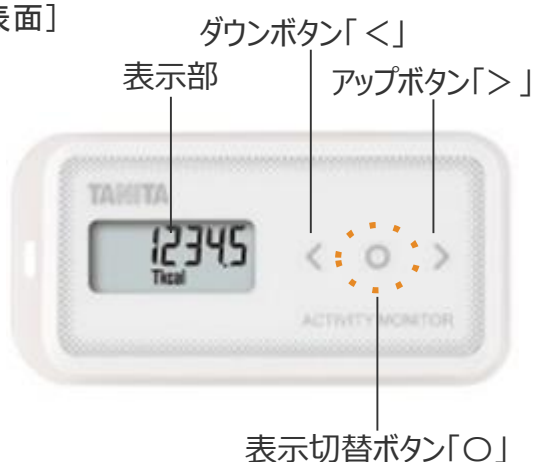 表面]
ダウンボタン「<」
表示部
アップボタン「>」
TANITA
12345
Tkcal
< ○ >
ACTIVITY MONITOR
表示切替ボタン「○」